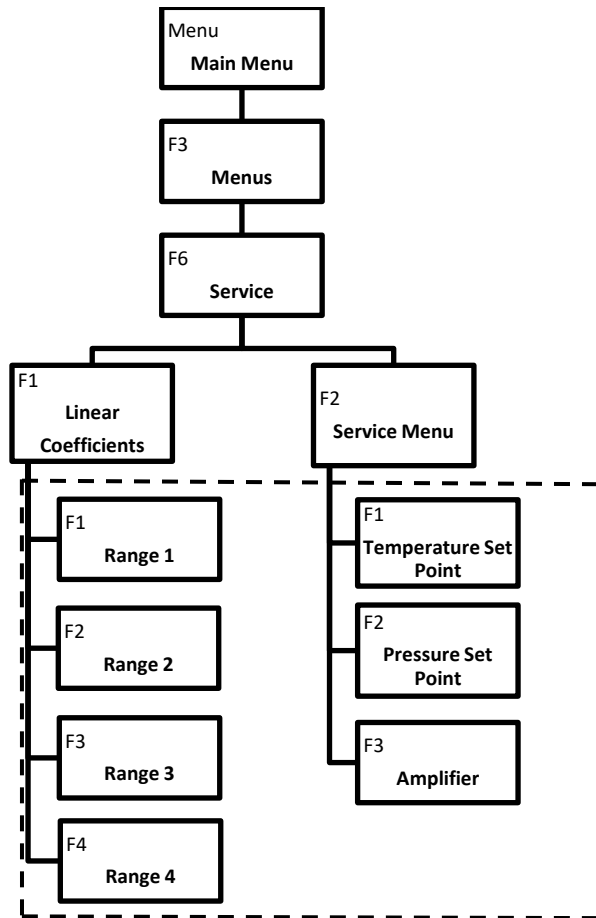 Menu
Main Menu
F3
Menus
F6
Service
F1
Linear
Coefficients
F2
Service Menu
F1
Range 1
F2
Range 2
F3
Range 3
F4
Range 4
F1
Temperature Set
Point
F2
Pressure Set
Point
F3
Amplifier